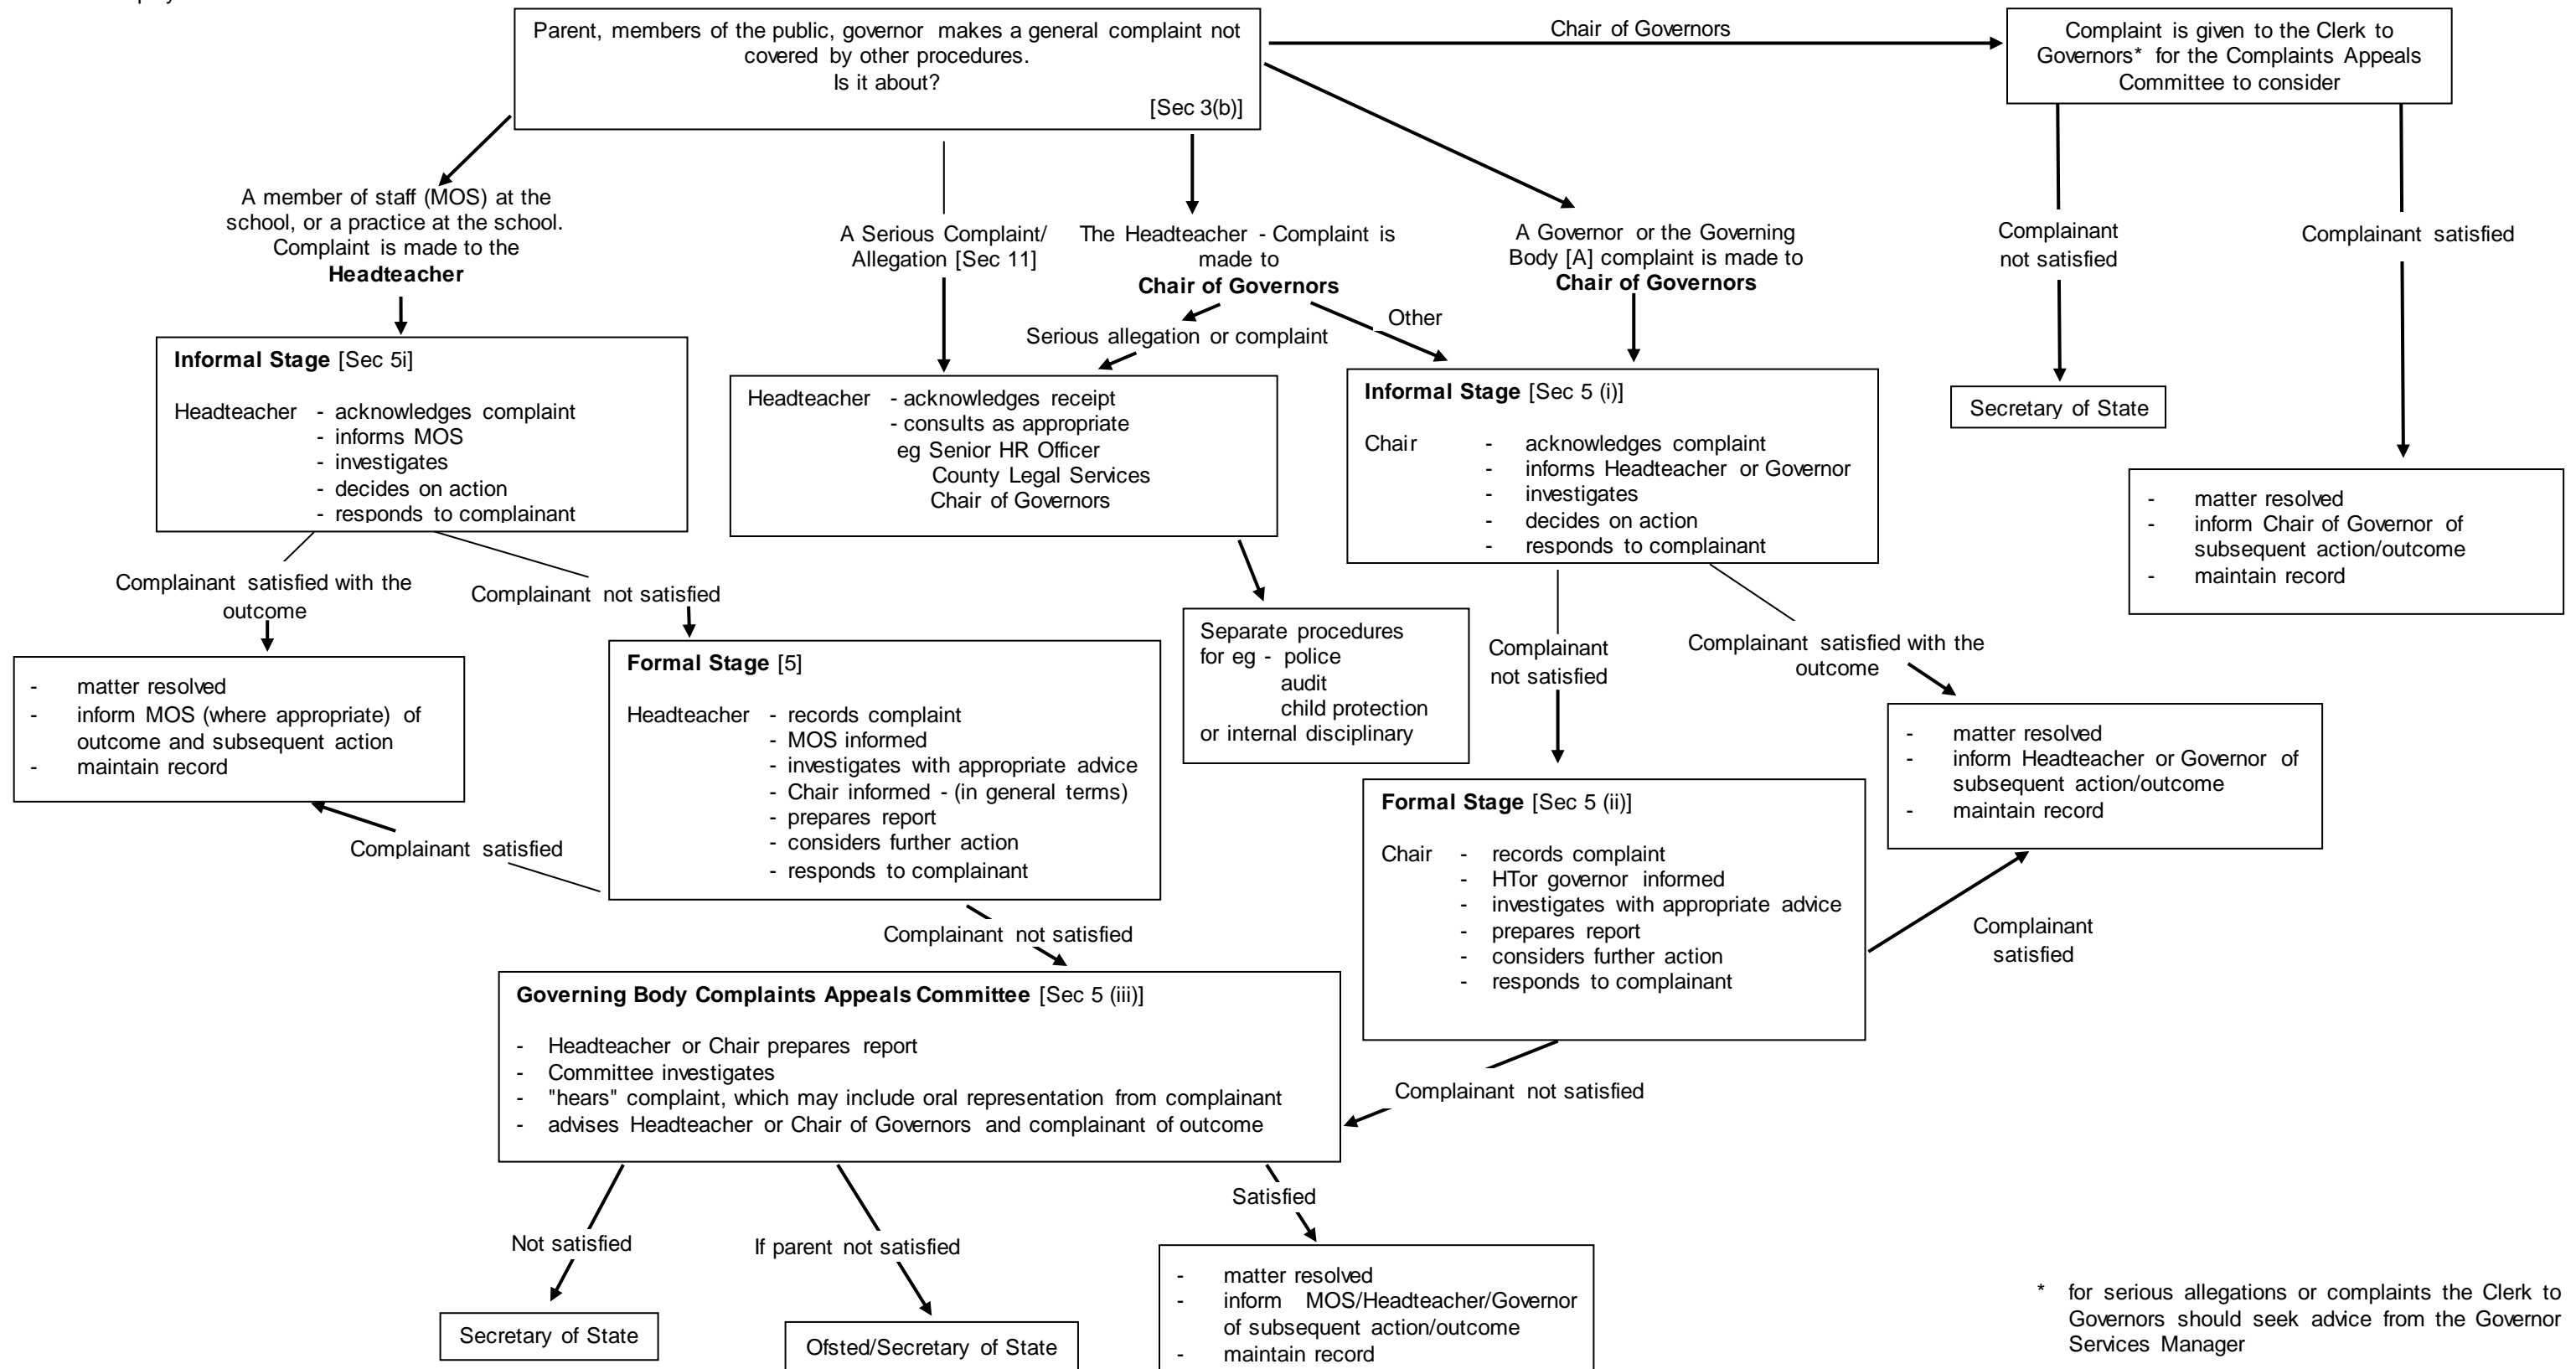 Parent, members of the public, governor makes a general complaint not
covered by other procedures.
Is it about?
[Sec 3(b)]
Chair of Governors
Complaint is given to the Clerk to
Governors* for the Complaints Appeals
Committee to consider
A member of staff (MOS) at the
school, or a practice at the school.
Complaint is made to the
Headteacher
A Serious Complaint/
Allegation [Sec 11]
The Headteacher - Complaint is
made to
Chair of Governors
A Governor or the Governing
Body [A] complaint is made to
Chair of Governors
Complainant
not satisfied
Complainant satisfied
Serious allegation or complaint
Other
Informal Stage [Sec 5i]
Headteacher - acknowledges complaint
- informs MOS
- investigates
- decides on action
- responds to complainant
Headteacher - acknowledges receipt
- consults as appropriate
eg Senior HR Officer
County Legal Services
Chair of Governors
Informal Stage [Sec 5 (i)]
Chair - acknowledges complaint
- informs Headteacher or Governor
- investigates
- decides on action
- responds to complainant
Secretary of State
- matter resolved
- inform Chair of Governor of
subsequent action/outcome
- maintain record
Complainant satisfied with the
outcome
Complainant not satisfied
Separate procedures
for eg - police
audit
child protection
or internal disciplinary
Complainant
not satisfied
Complainant satisfied with the
outcome
- matter resolved
- inform MOS (where appropriate) of
outcome and subsequent action
- maintain record
Formal Stage [5]
Headteacher - records complaint
- MOS informed
- investigates with appropriate advice
- Chair informed - (in general terms)
- prepares report
- considers further action
- responds to complainant
- matter resolved
- inform Headteacher or Governor of
subsequent action/outcome
- maintain record
Formal Stage [Sec 5 (ii)]
Chair - records complaint
- HTor governor informed
- investigates with appropriate advice
- prepares report
- considers further action
- responds to complainant
Complainant satisfied
Complainant not satisfied
Complainant
satisfied
Governing Body Complaints Appeals Committee [Sec 5 (iii)]
- Headteacher or Chair prepares report
- Committee investigates
- "hears" complaint, which may include oral representation from complainant
- advises Headteacher or Chair of Governors and complainant of outcome
Complainant not satisfied
Not satisfied
If parent not satisfied
Satisfied
Secretary of State
Ofsted/Secretary of State
- matter resolved
- inform MOS/Headteacher/Governor
of subsequent action/outcome
- maintain record
* for serious allegations or complaints the Clerk to
Governors should seek advice from the Governor
Services Manager